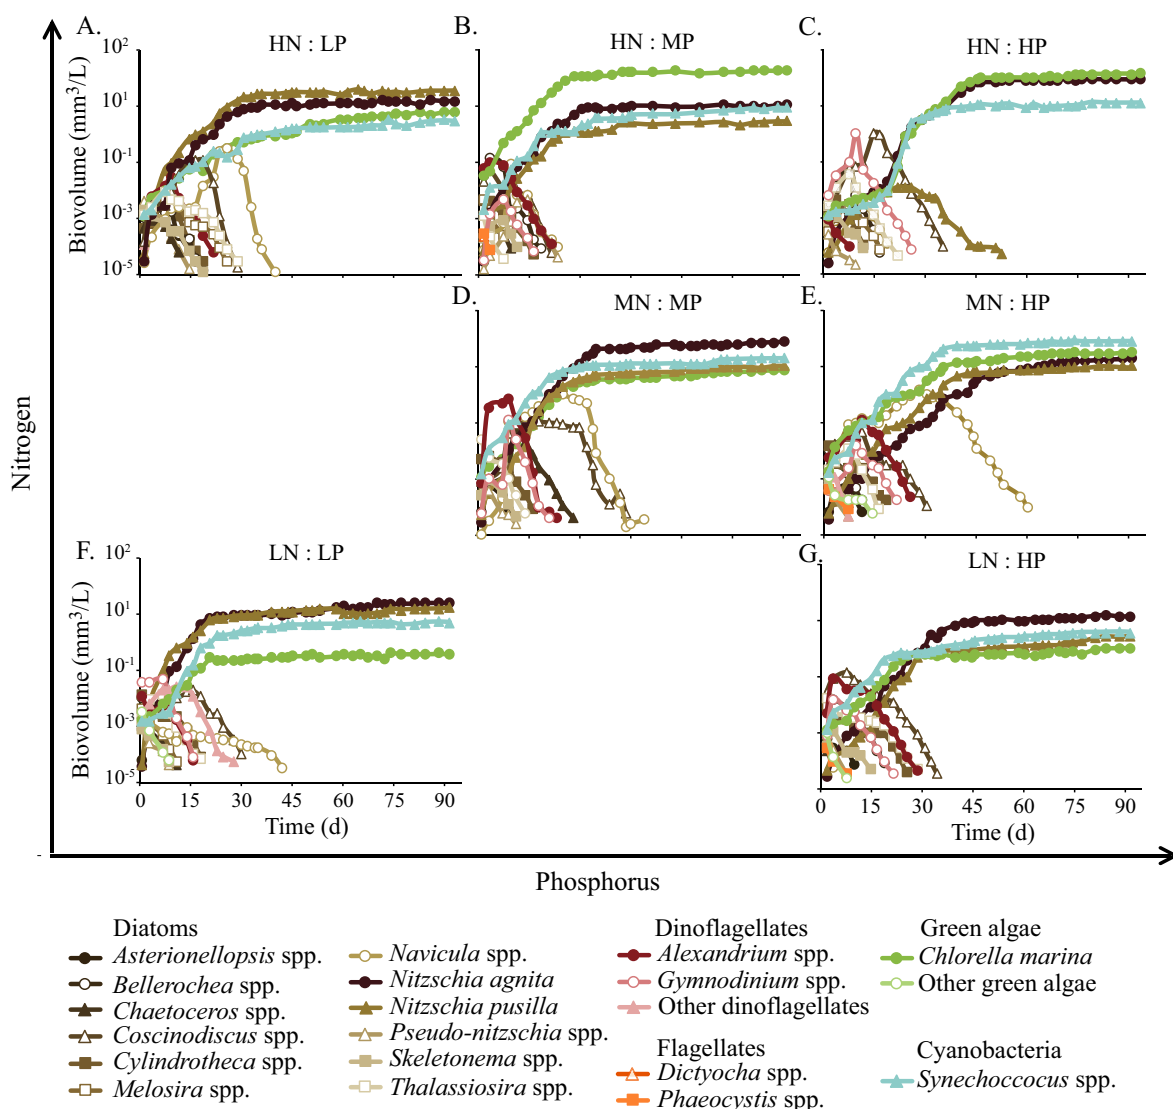 A.
HN : LP
B.
HN : MP
C.
HN : HP
10²
10¹
10⁻¹
10⁻³
10⁻⁵
Biovolume (mm³/L)
D.
MN : MP
E.
MN : HP
Nitrogen
F.
LN : LP
G.
LN : HP
10²
10¹
10⁻¹
10⁻³
10⁻⁵
Biovolume (mm³/L)
0 15 30 45 60 75 90
Time (d)
0 15 30 45 60 75 90
Time (d)
Phosphorus
Diatoms
Asterionellopsis spp.
Bellerochea spp.
Chaetoceros spp.
Coscinodiscus spp.
Cylindrotheca spp.
Melosira spp.
Navicula spp.
Nitzschia agnita
Nitzschia pusilla
Pseudo-nitzschia spp.
Skeletonema spp.
Thalassiosira spp.
Dinoflagellates
Alexandrium spp.
Gymnodinium spp.
Other dinoflagellates
Flagellates
Dictyocha spp.
Phaeocystis spp.
Green algae
Chlorella marina
Other green algae
Cyanobacteria
Synechoccocus spp.